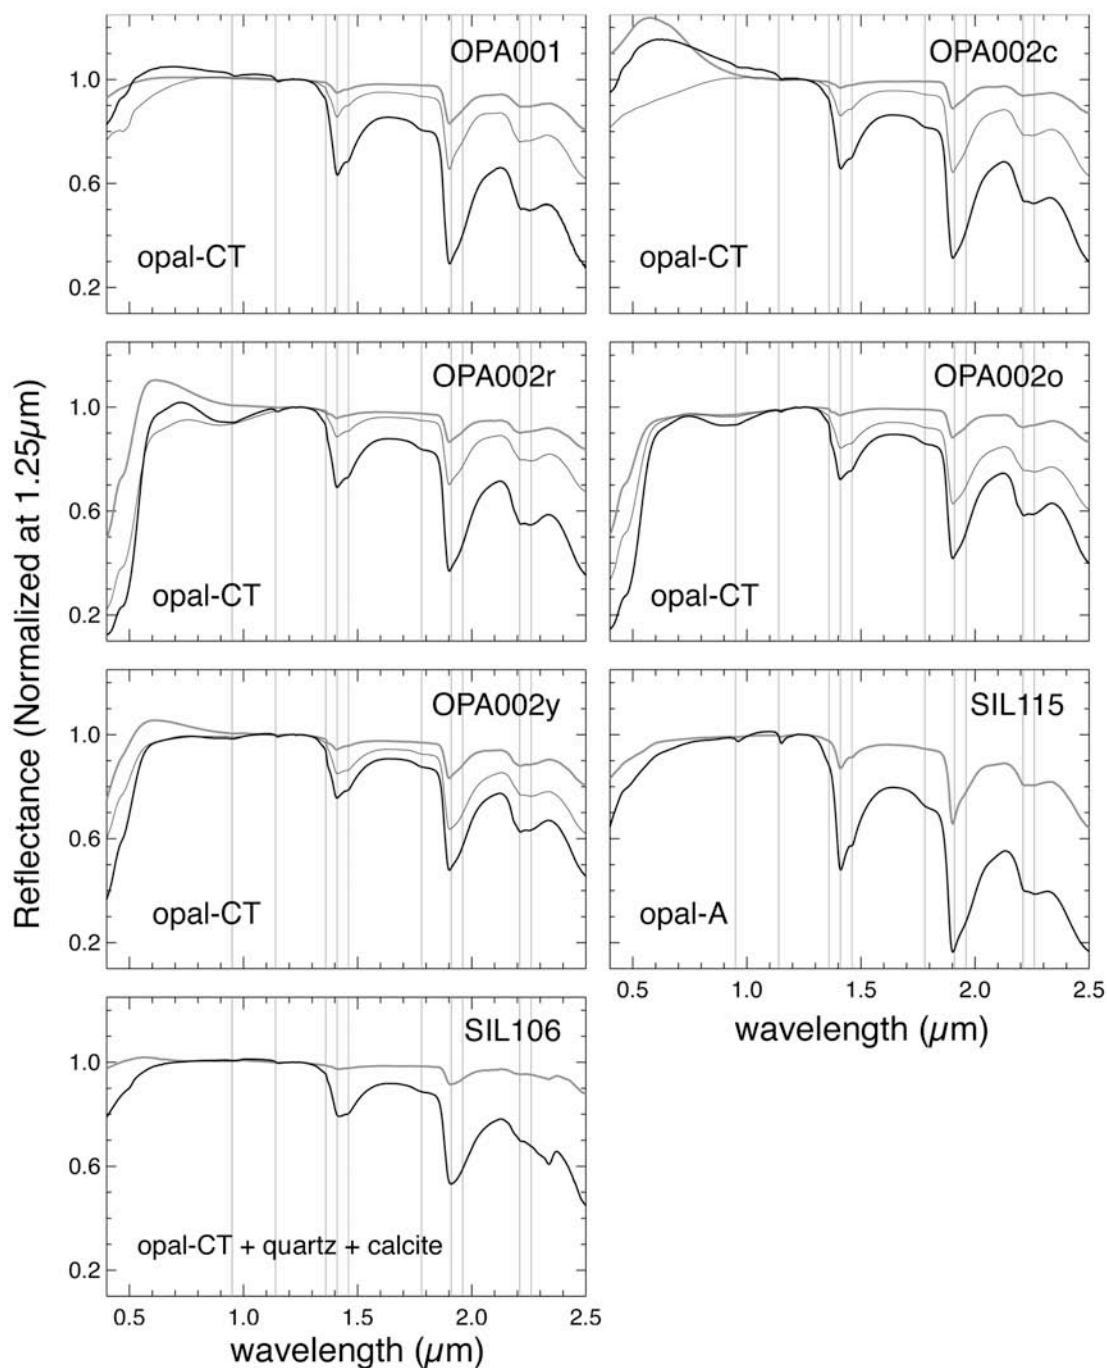 OPA001
OPA002c
1.0
0.6
0.2
opal-CT
opal-CT
OPA002r
OPA002o
1.0
0.6
0.2
opal-CT
opal-CT
OPA002y
SIL115
1.0
0.6
0.2
opal-CT
opal-A
0.5
1.0
1.5
2.0
2.5
wavelength (µm)
SIL106
1.0
0.6
0.2
opal-CT + quartz + calcite
0.5
1.0
1.5
2.0
2.5
wavelength (µm)
Reflectance (Normalized at 1.25µm)